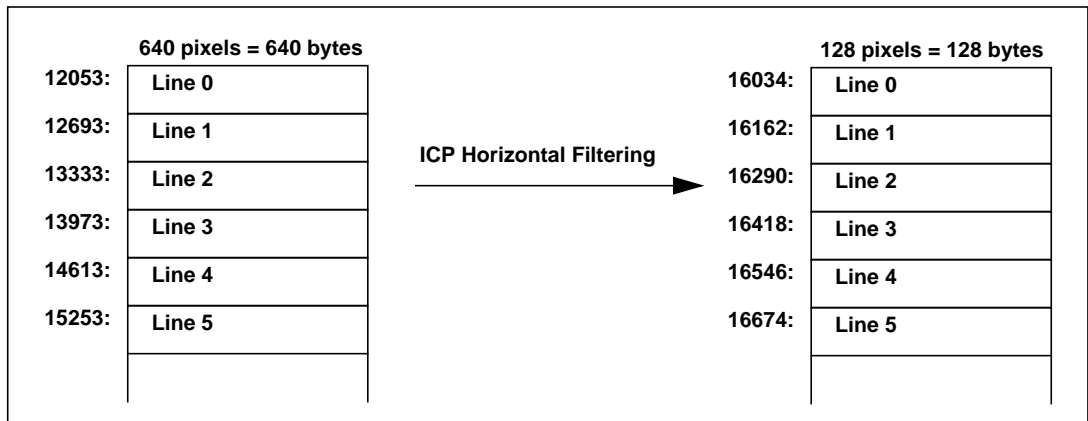 640 pixels = 640 bytes
12053: Line 0
12693: Line 1
13333: Line 2
13973: Line 3
14613: Line 4
15253: Line 5
ICP Horizontal Filtering
128 pixels = 128 bytes
16034: Line 0
16162: Line 1
16290: Line 2
16418: Line 3
16546: Line 4
16674: Line 5